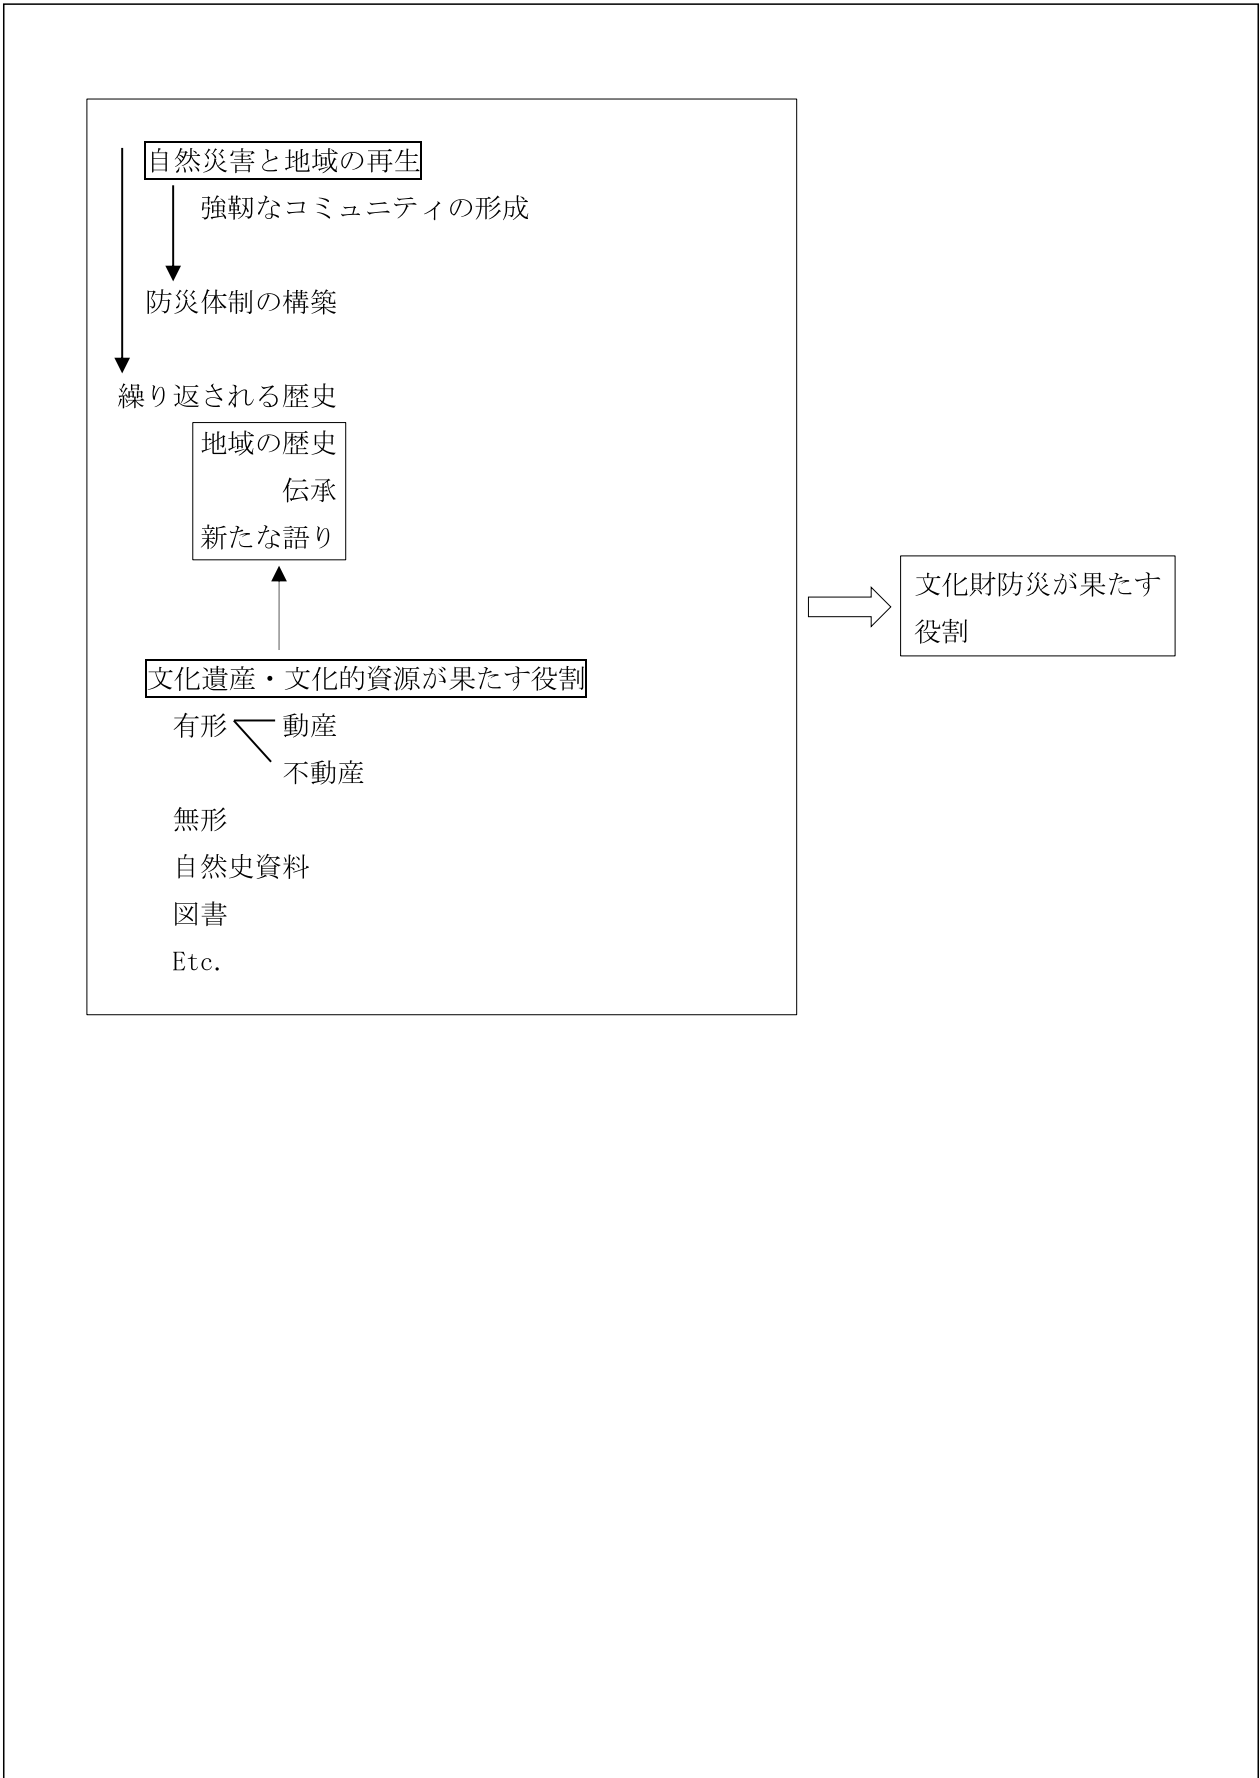 自然災害と地域の再生
強靭なコミュニティの形成
防災体制の構築
繰り返される歴史
地域の歴史
伝承
新たな語り
文化財防災が果たす
役割
文化遺産・文化的資源が果たす役割
有形 動産
不動産
無形
自然史資料
図書
Etc.